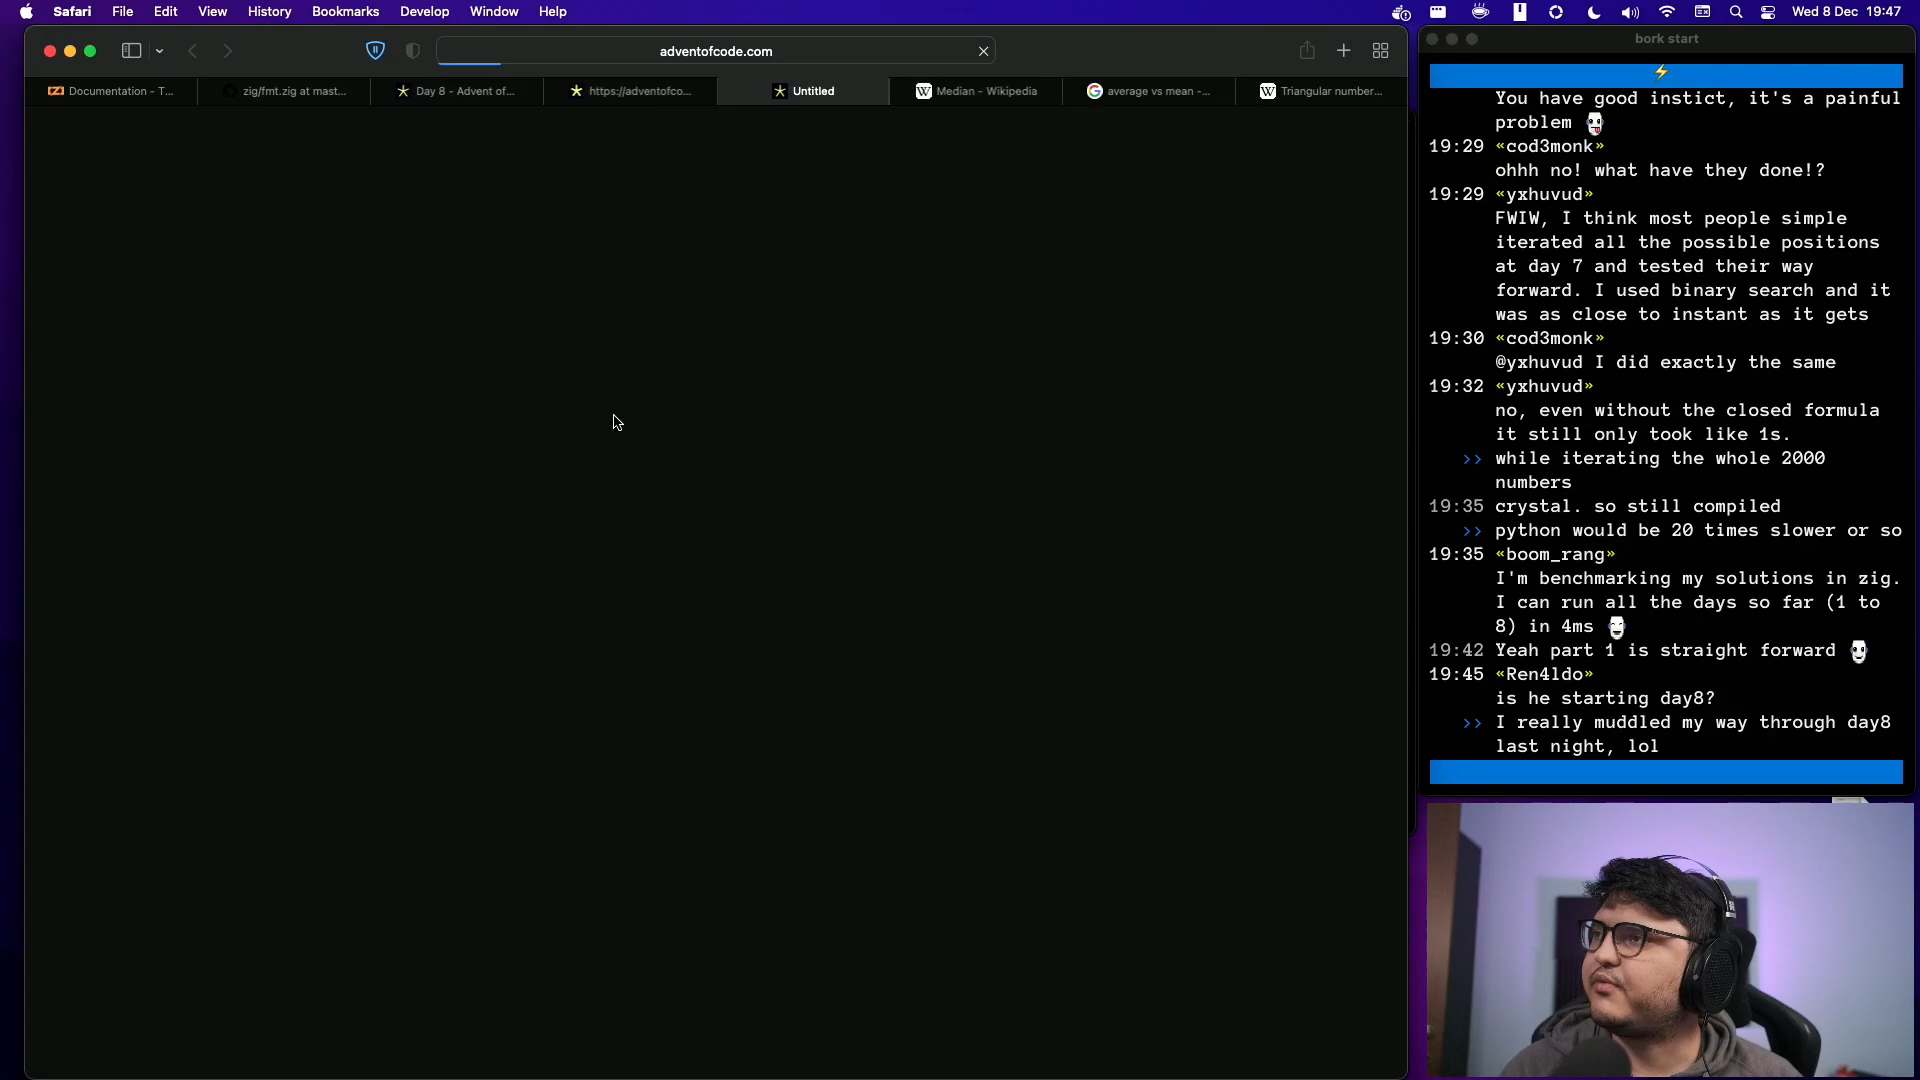 Safari File Edit View History Bookmarks Develop Window Help
Wed 8 Dec 19:47
adventofcode.com
Documentation - T...
zig/fmt.zig at mast...
Day 8 - Advent of...
https://adventofco...
Untitled
Median - Wikipedia
average vs mean -...
Triangular number...
bork start
You have good instict, it's a painful
problem
19:29 «cod3monk»
ohhh no! what have they done!?
19:29 «yxhuvud»
FWIW, I think most people simple
iterated all the possible positions
at day 7 and tested their way
forward. I used binary search and it
was as close to instant as it gets
19:30 «cod3monk»
@yxhuvud I did exactly the same
19:32 «yxhuvud»
no, even without the closed formula
it still only took like 1s.
>> while iterating the whole 2000
numbers
19:35 crystal. so still compiled
>> python would be 20 times slower or so
19:35 «boom_rang»
I'm benchmarking my solutions in zig.
I can run all the days so far (1 to
8) in 4ms
19:42 Yeah part 1 is straight forward
19:45 «Ren4ldo»
is he starting day8?
>> I really muddled my way through day8
last night, lol